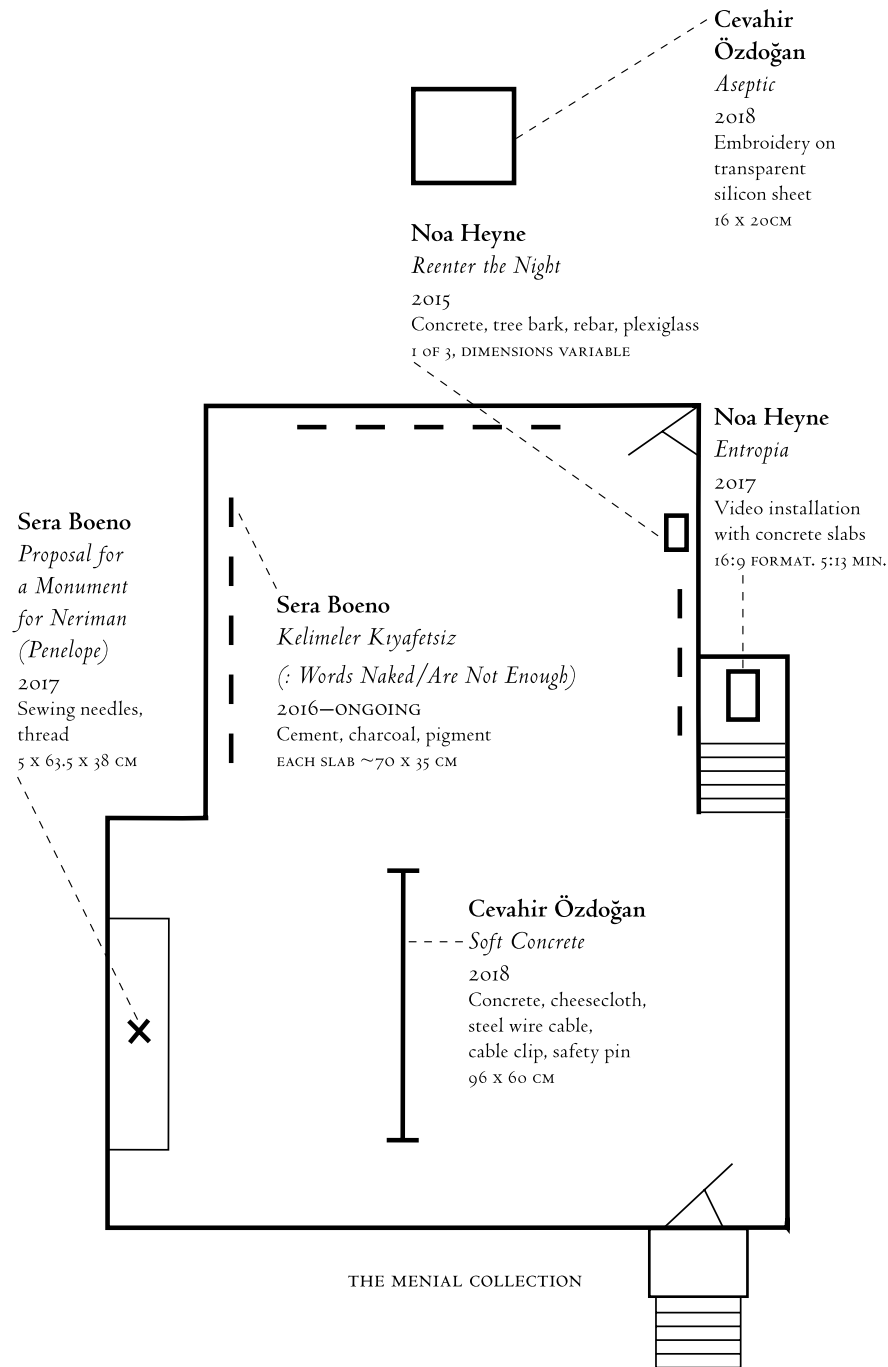 Cevahir
Özdoğan
Aseptic
2018
Embroidery on
transparent
silicon sheet
16 x 20cm
Noa Heyne
Reenter the Night
2015
Concrete, tree bark, rebar, plexiglass
1 of 3, dimensions variable
Noa Heyne
Entropia
2017
Video installation
with concrete slabs
16:9 format. 5:13 min.
Sera Boeno
Proposal for
a Monument
for Neriman
(Penelope)
2017
Sewing needles,
thread
5 x 63.5 x 38 cm
Sera Boeno
Kelimeler Kıyafetsiz
(: Words Naked/Are Not Enough)
2016—ongoing
Cement, charcoal, pigment
each slab ~70 x 35 cm
Cevahir Özdoğan
Soft Concrete
2018
Concrete, cheesecloth,
steel wire cable,
cable clip, safety pin
96 x 60 cm
the menial collection